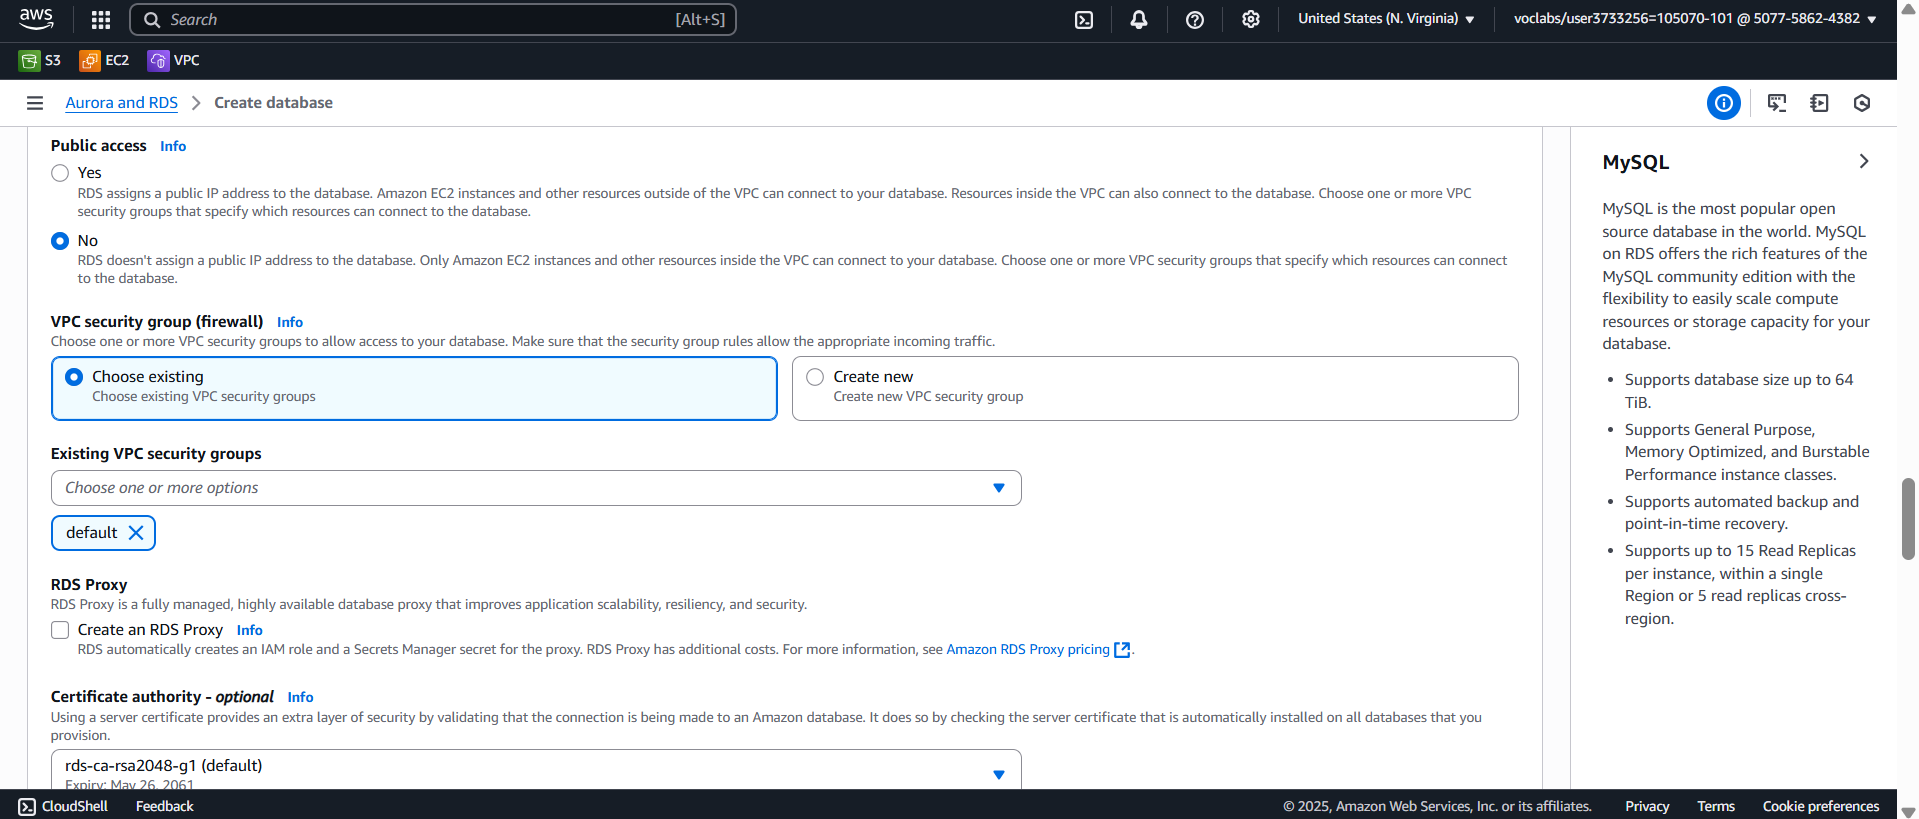 aws
Search [Alt+S]
United States (N. Virginia)
voclabs/user3733256=105070-101 @ 5077-5862-4382
S3 EC2 VPC
Aurora and RDS > Create database
Public access Info
Yes
RDS assigns a public IP address to the database. Amazon EC2 instances and other resources outside of the VPC can connect to your database. Resources inside the VPC can also connect to the database. Choose one or more VPC
security groups that specify which resources can connect to the database.
No
RDS doesn't assign a public IP address to the database. Only Amazon EC2 instances and other resources inside the VPC can connect to your database. Choose one or more VPC security groups that specify which resources can connect
to the database.
VPC security group (firewall) Info
Choose one or more VPC security groups to allow access to your database. Make sure that the security group rules allow the appropriate incoming traffic.
Choose existing
Choose existing VPC security groups
Create new
Create new VPC security group
Existing VPC security groups
Choose one or more options
default
RDS Proxy
RDS Proxy is a fully managed, highly available database proxy that improves application scalability, resiliency, and security.
Create an RDS Proxy Info
RDS automatically creates an IAM role and a Secrets Manager secret for the proxy. RDS Proxy has additional costs. For more information, see Amazon RDS Proxy pricing.
Certificate authority - optional Info
Using a server certificate provides an extra layer of security by validating that the connection is being made to an Amazon database. It does so by checking the server certificate that is automatically installed on all databases that you
provision.
rds-ca-rsa2048-g1 (default)
Expiry: May 26, 2061
MySQL
MySQL is the most popular open
source database in the world. MySQL
on RDS offers the rich features of the
MySQL community edition with the
flexibility to easily scale compute
resources or storage capacity for your
database.
• Supports database size up to 64
TiB.
• Supports General Purpose,
Memory Optimized, and Burstable
Performance instance classes.
• Supports automated backup and
point-in-time recovery.
• Supports up to 15 Read Replicas
per instance, within a single
Region or 5 read replicas cross-
region.
CloudShell Feedback
© 2025, Amazon Web Services, Inc. or its affiliates. Privacy Terms Cookie preferences